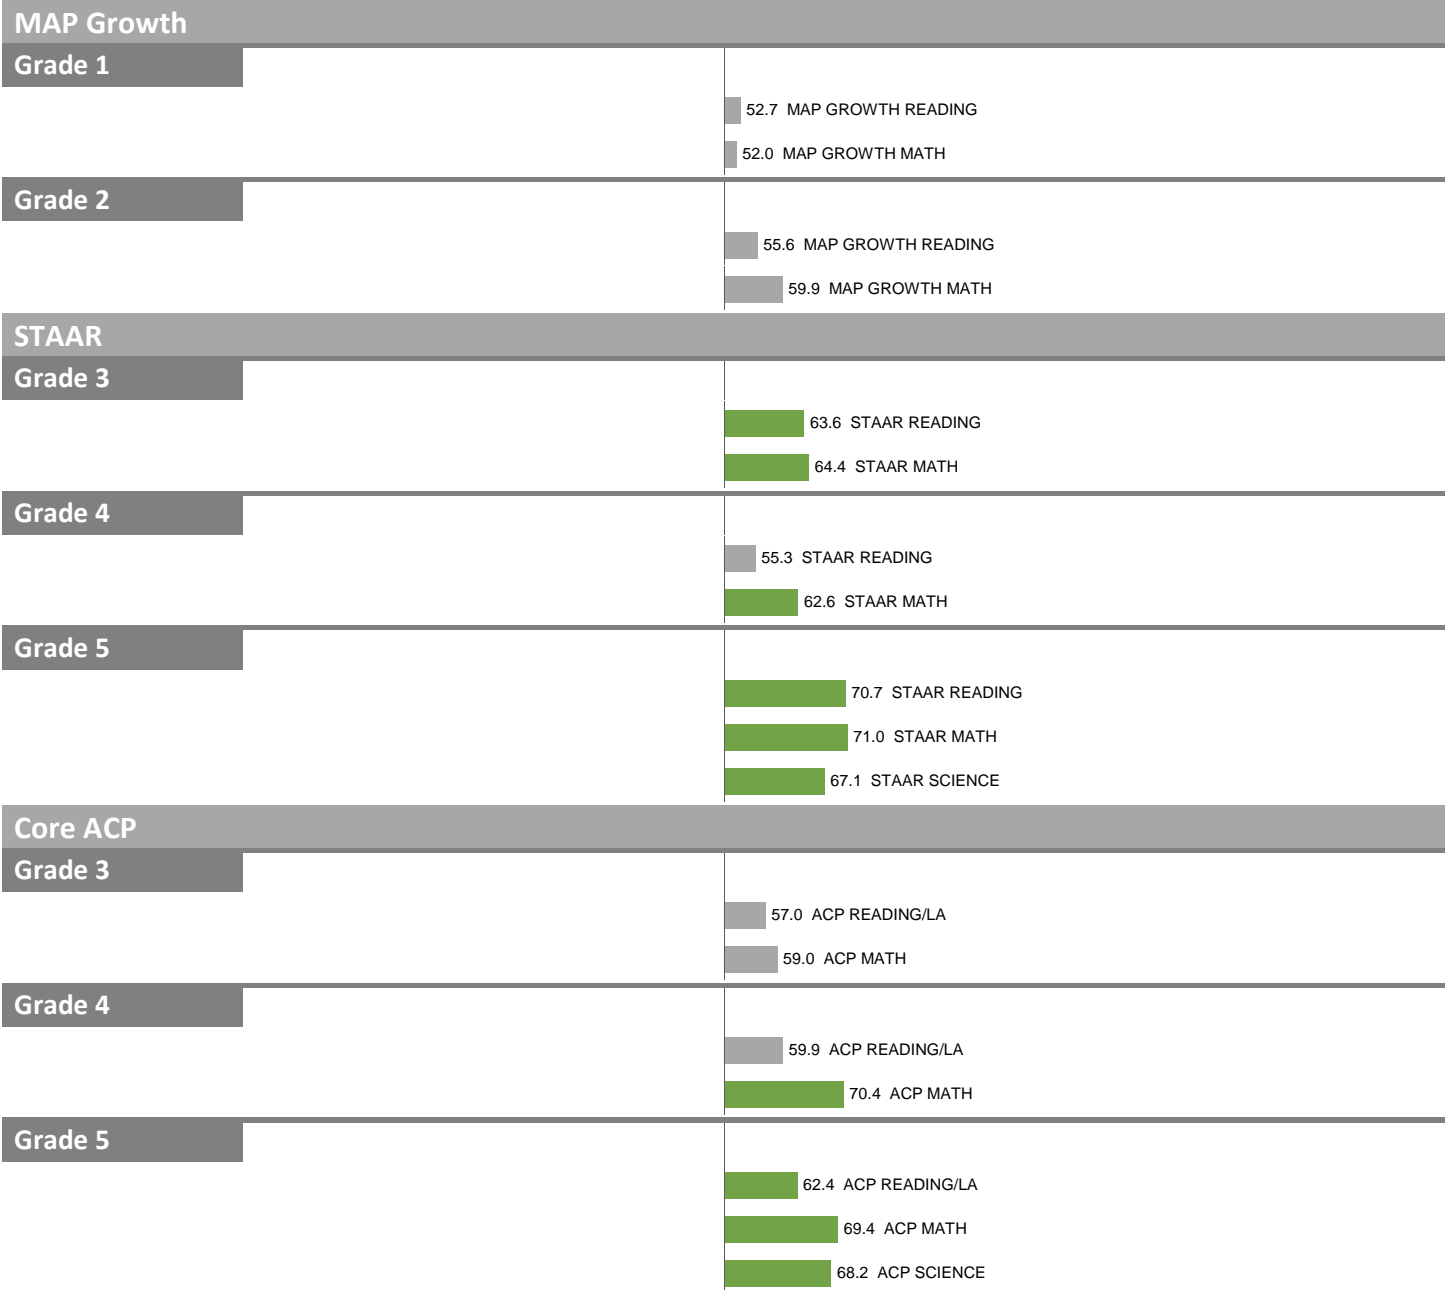 MAP Growth
Grade 1
52.7 MAP GROWTH READING
52.0 MAP GROWTH MATH
Grade 2
55.6 MAP GROWTH READING
59.9 MAP GROWTH MATH
STAAR
Grade 3
63.6 STAAR READING
64.4 STAAR MATH
Grade 4
55.3 STAAR READING
62.6 STAAR MATH
Grade 5
70.7 STAAR READING
71.0 STAAR MATH
67.1 STAAR SCIENCE
Core ACP
Grade 3
57.0 ACP READING/LA
59.0 ACP MATH
Grade 4
59.9 ACP READING/LA
70.4 ACP MATH
Grade 5
62.4 ACP READING/LA
69.4 ACP MATH
68.2 ACP SCIENCE